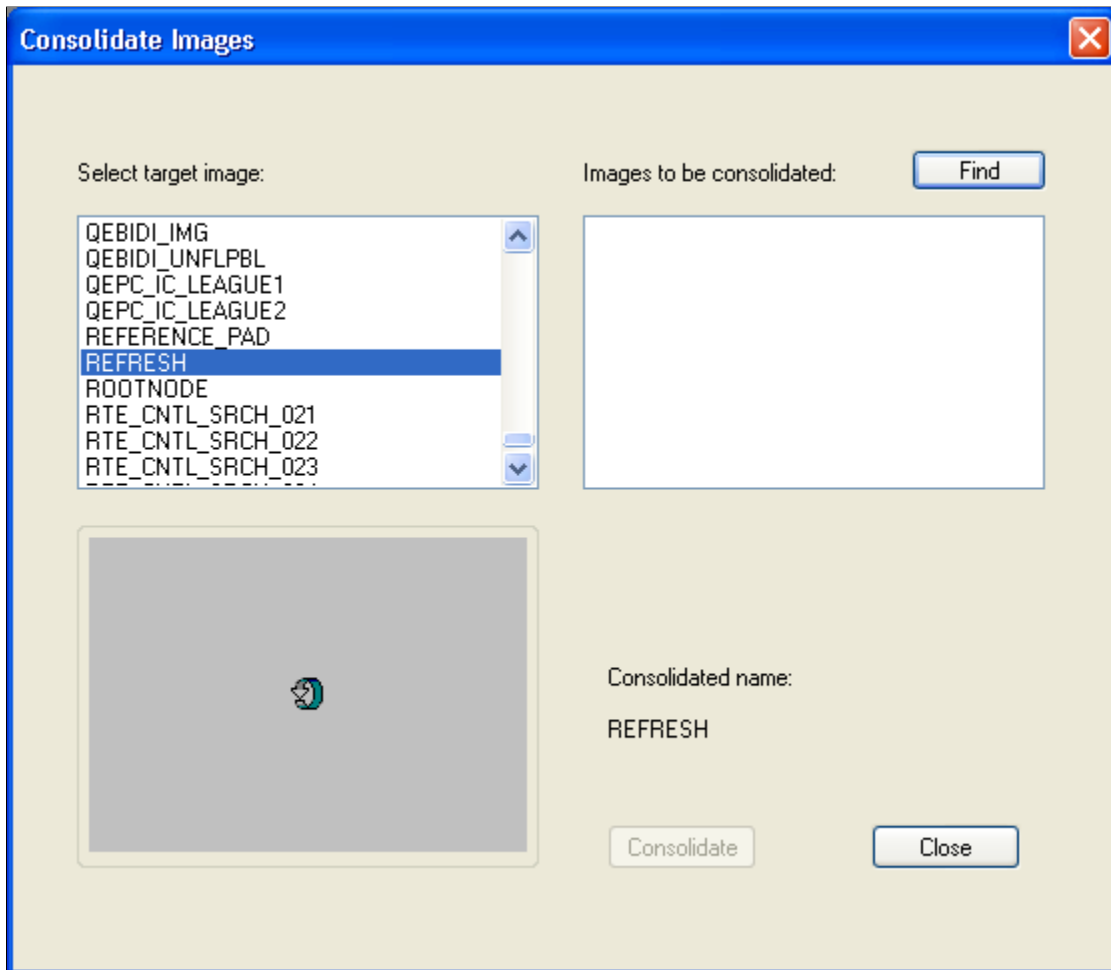 Consolidate Images
Select target image:
Images to be consolidated:
Find
QEBIDI_IMG
QEBIDI_UNFLPBL
QEPC_IC_LEAGUE1
QEPC_IC_LEAGUE2
REFERENCE_PAD
REFRESH
ROOTNODE
RTE_CNTL_SRCH_021
RTE_CNTL_SRCH_022
RTE_CNTL_SRCH_023
Consolidated name:
REFRESH
Consolidate
Close